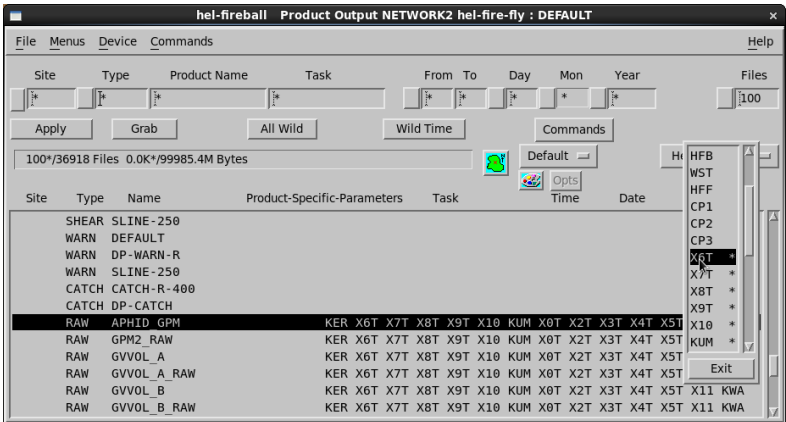 hel-fireball Product Output NETWORK2 hel-fire-fly : DEFAULT ×
File Menus Device Commands Help
Site Type Product Name Task From To Day Mon Year Files
* * * * * * * * * 100
Apply Grab All Wild Wild Time Commands
100*/36918 Files 0.0K*/99985.4M Bytes Default
Opts
Site Type Name Product-Specific-Parameters Task Time Date
SHEAR SLINE-250
WARN DEFAULT
WARN DP-WARN-R
WARN SLINE-250
CATCH CATCH-R-400
CATCH DP-CATCH
RAW APHID_GPM KER X6T X7T X8T X9T X10 KUM X0T X2T X3T X4T X5T
RAW GPM2_RAW KER X6T X7T X8T X9T X10 KUM X0T X2T X3T X4T X5T
RAW GVVOL_A KER X6T X7T X8T X9T X10 KUM X0T X2T X3T X4T X5T
RAW GVVOL_A_RAW KER X6T X7T X8T X9T X10 KUM X0T X2T X3T X4T X5T
RAW GVVOL_B KER X6T X7T X8T X9T X10 KUM X0T X2T X3T X4T X5T X11 KWA
RAW GVVOL_B_RAW KER X6T X7T X8T X9T X10 KUM X0T X2T X3T X4T X5T X11 KWA
HFB
WST
HFF
CP1
CP2
CP3
X6T *
X7T *
X8T *
X9T *
X10 *
KUM *
Exit